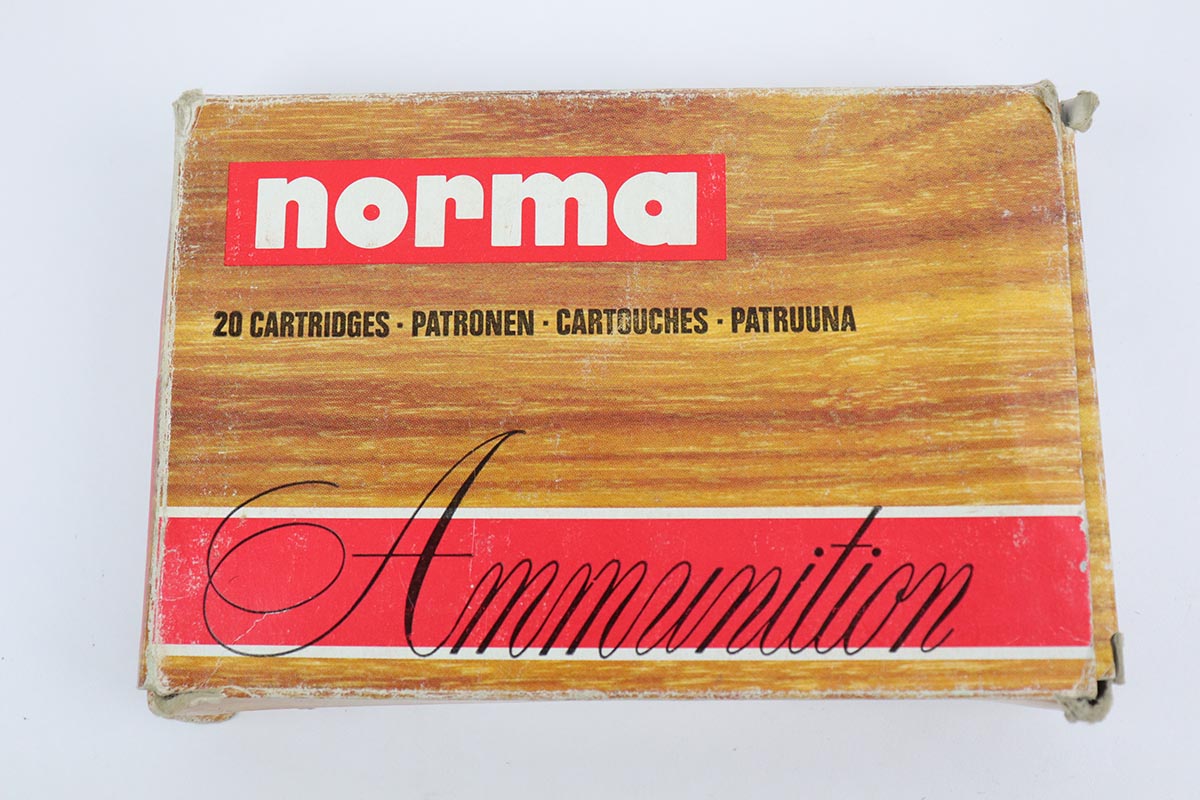 norma
20 CARTRIDGES · PATRONEN · CARTOUCHES · PATRUUNA
Ammunition